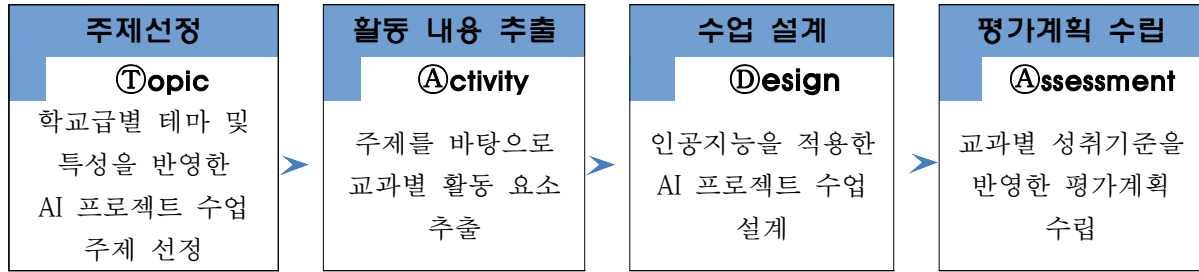 주제선정
Ⓣopic
학교급별 테마 및
특성을 반영한
AI 프로젝트 수업
주제 선정
활동 내용 추출
Ⓐctivity
주제를 바탕으로
교과별 활동 요소
추출
수업 설계
Ⓓesign
인공지능을 적용한
AI 프로젝트 수업
설계
평가계획 수립
Ⓐssessment
교과별 성취기준을
반영한 평가계획
수립